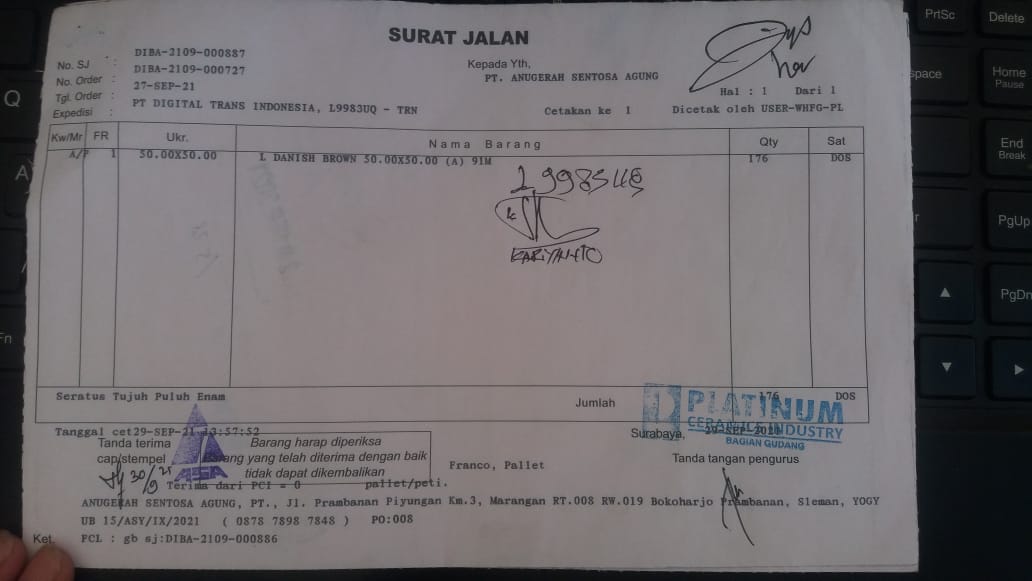 SURAT JALAN
No. SJ : DIBA-2109-000887
No. Order : DIBA-2109-000727
Tgl. Order : 27-SEP-21
Expedisi : PT DIGITAL TRANS INDONESIA, L9983UQ - TRN
Kepada Yth,
PT. ANUGERAH SENTOSA AGUNG
Hal : 1 Dari 1
Cetakan ke 1 Dicetak oleh USER-WHFG-PL
Kw/Mr FR Ukr. Nama Barang Qty Sat
A/P 1 50.00X50.00 L DANISH BROWN 50.00X50.00 (A) 91M 176 DOS
KARIYANTO
Seratus Tujuh Puluh Enam Jumlah 176 DOS
PLATINUM
CERAMICS INDUSTRY
BAGIAN GUDANG
Tanggal cet29-SEP-21 13:57:52 Surabaya, 29-SEP-2021
Tanda terima
cap/stempel
Barang harap diperiksa
Barang yang telah diterima dengan baik
tidak dapat dikembalikan
Franco, Pallet
Tanda tangan pengurus
30/9 21
Terima dari PCI = 0 pallet/peti.
ANUGERAH SENTOSA AGUNG, PT., Jl. Prambanan Piyungan Km.3, Marangan RT.008 RW.019 Bokoharjo Prambanan, Sleman, YOGY
UB 15/ASY/IX/2021 ( 0878 7898 7848 ) PO:008
Ket. FCL : gb sj:DIBA-2109-000886
PrtSc
Delete
Home
Pause
End
Break
PgUp
PgDn
Q
A